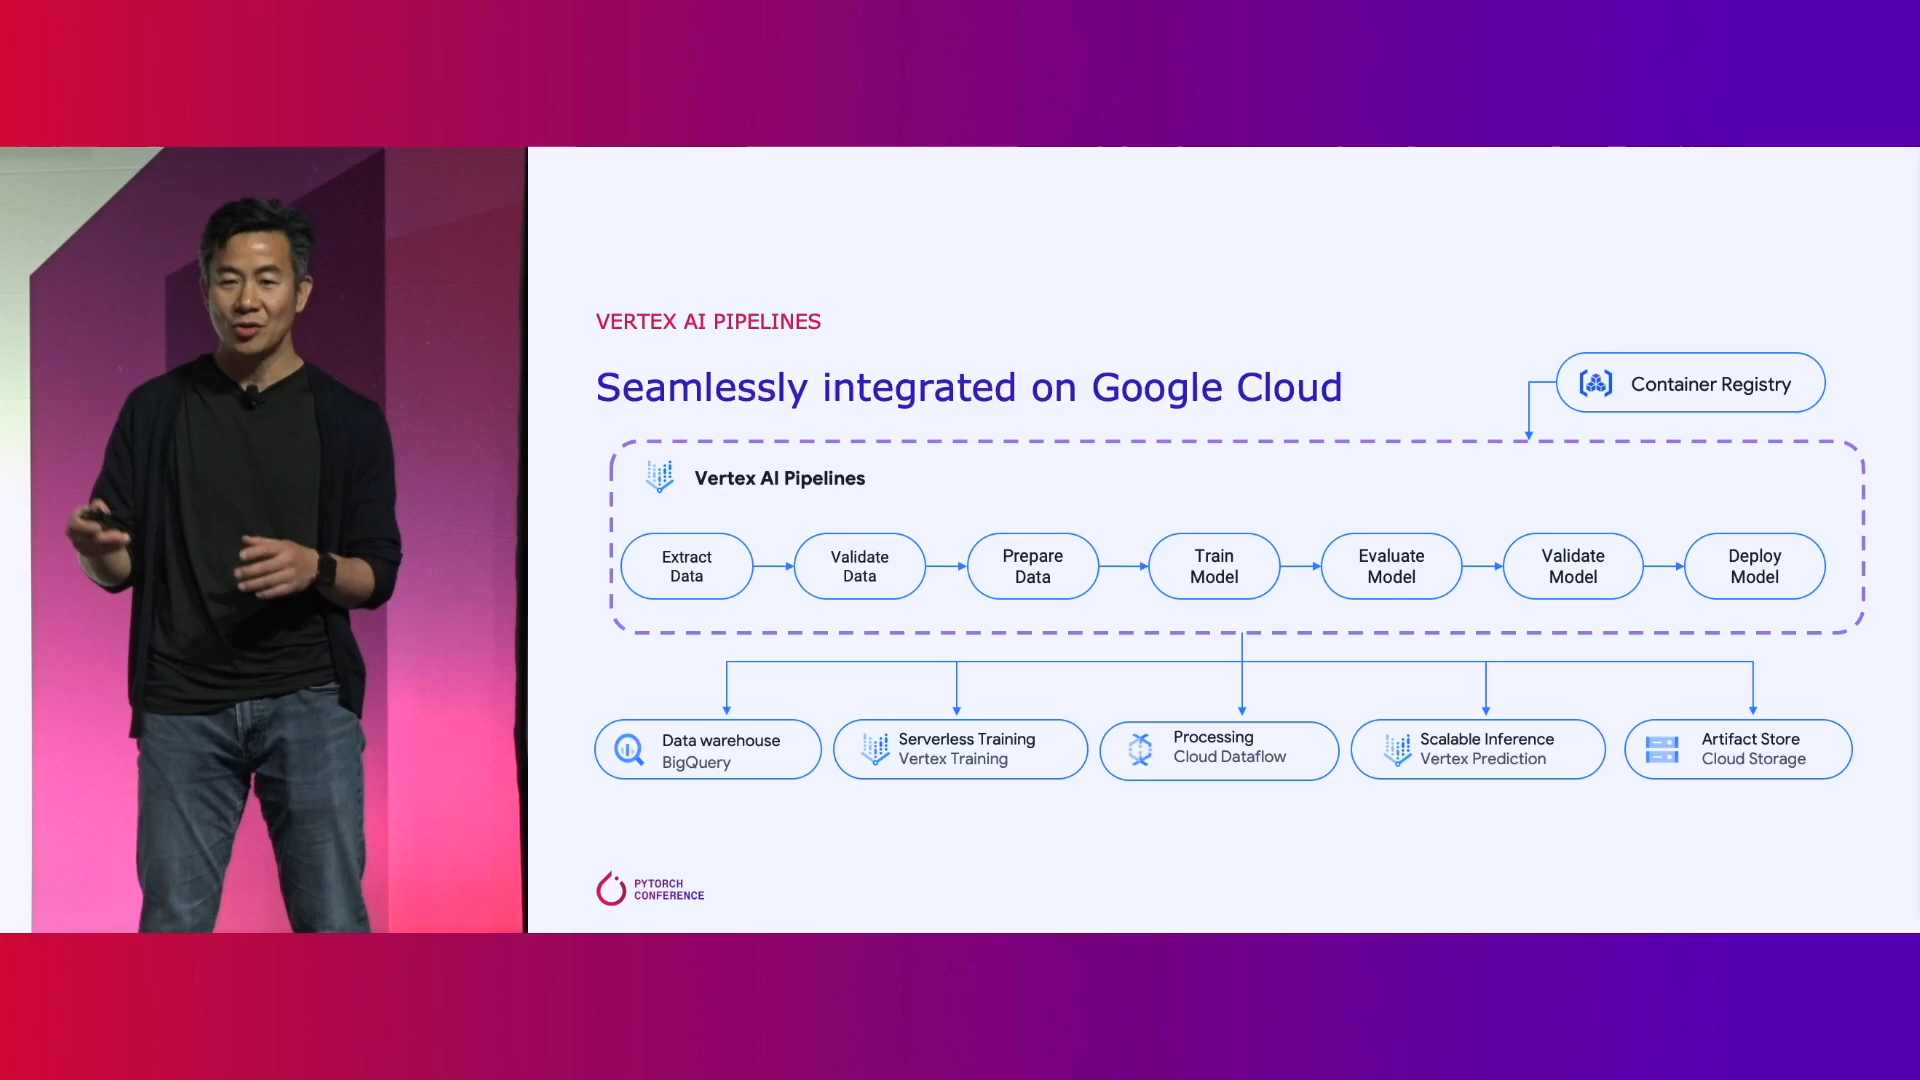 VERTEX AI PIPELINES
Seamlessly integrated on Google Cloud
Container Registry
Vertex AI Pipelines
Extract
Data
Validate
Data
Prepare
Data
Train
Model
Evaluate
Model
Validate
Model
Deploy
Model
Data warehouse
BigQuery
Serverless Training
Vertex Training
Processing
Cloud Dataflow
Scalable Inference
Vertex Prediction
Artifact Store
Cloud Storage
PYTORCH
CONFERENCE